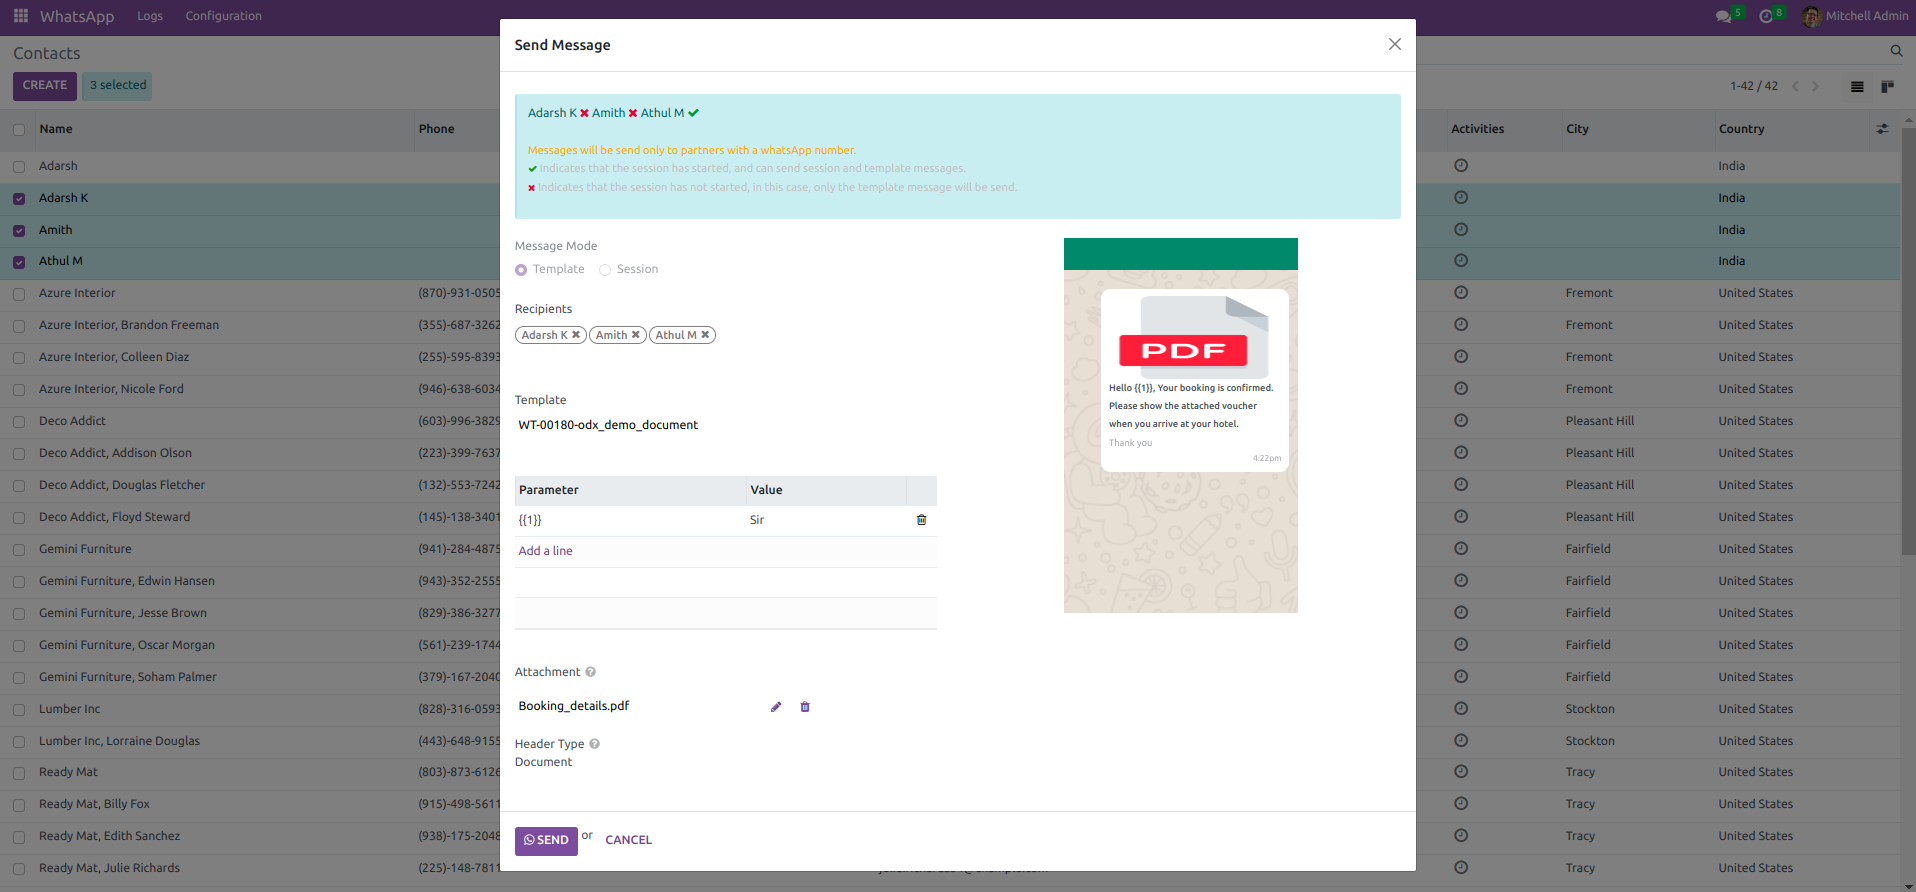 WhatsApp Logs Configuration 5 8 Mitchell Admin
Contacts
CREATE 3 selected 1-42 / 42
Name Phone Activities City Country
Adarsh India
Adarsh K India
Amith India
Athul M India
Azure Interior (870)-931-0505 Fremont United States
Azure Interior, Brandon Freeman (355)-687-3262 Fremont United States
Azure Interior, Colleen Diaz (255)-595-8393 Fremont United States
Azure Interior, Nicole Ford (946)-638-6034 Fremont United States
Deco Addict (603)-996-3829 Pleasant Hill United States
Deco Addict, Addison Olson (223)-399-7637 Pleasant Hill United States
Deco Addict, Douglas Fletcher (132)-553-7242 Pleasant Hill United States
Deco Addict, Floyd Steward (145)-138-3401 Pleasant Hill United States
Gemini Furniture (941)-284-4875 Fairfield United States
Gemini Furniture, Edwin Hansen (943)-352-2555 Fairfield United States
Gemini Furniture, Jesse Brown (829)-386-3277 Fairfield United States
Gemini Furniture, Oscar Morgan (561)-239-1744 Fairfield United States
Gemini Furniture, Soham Palmer (379)-167-2040 Fairfield United States
Lumber Inc (828)-316-0593 Stockton United States
Lumber Inc, Lorraine Douglas (443)-648-9155 Stockton United States
Ready Mat (803)-873-6126 Tracy United States
Ready Mat, Billy Fox (915)-498-5611 Tracy United States
Ready Mat, Edith Sanchez (938)-175-2048 Tracy United States
Ready Mat, Julie Richards (225)-148-7811 Tracy United States
Send Message
Adarsh K ✖ Amith ✖ Athul M ✔
Messages will be send only to partners with a whatsApp number.
✔ Indicates that the session has started, and can send session and template messages.
✖ Indicates that the session has not started, in this case, only the template message will be send.
Message Mode
Template Session
Recipients
Adarsh K ✖ Amith ✖ Athul M ✖
Template
WT-00180-odx_demo_document
Parameter Value
{{1}} Sir
Add a line
Attachment ?
Booking_details.pdf
Header Type ?
Document
PDF
Hello {{1}}, Your booking is confirmed.
Please show the attached voucher
when you arrive at your hotel.
Thank you
4:22pm
SEND or CANCEL